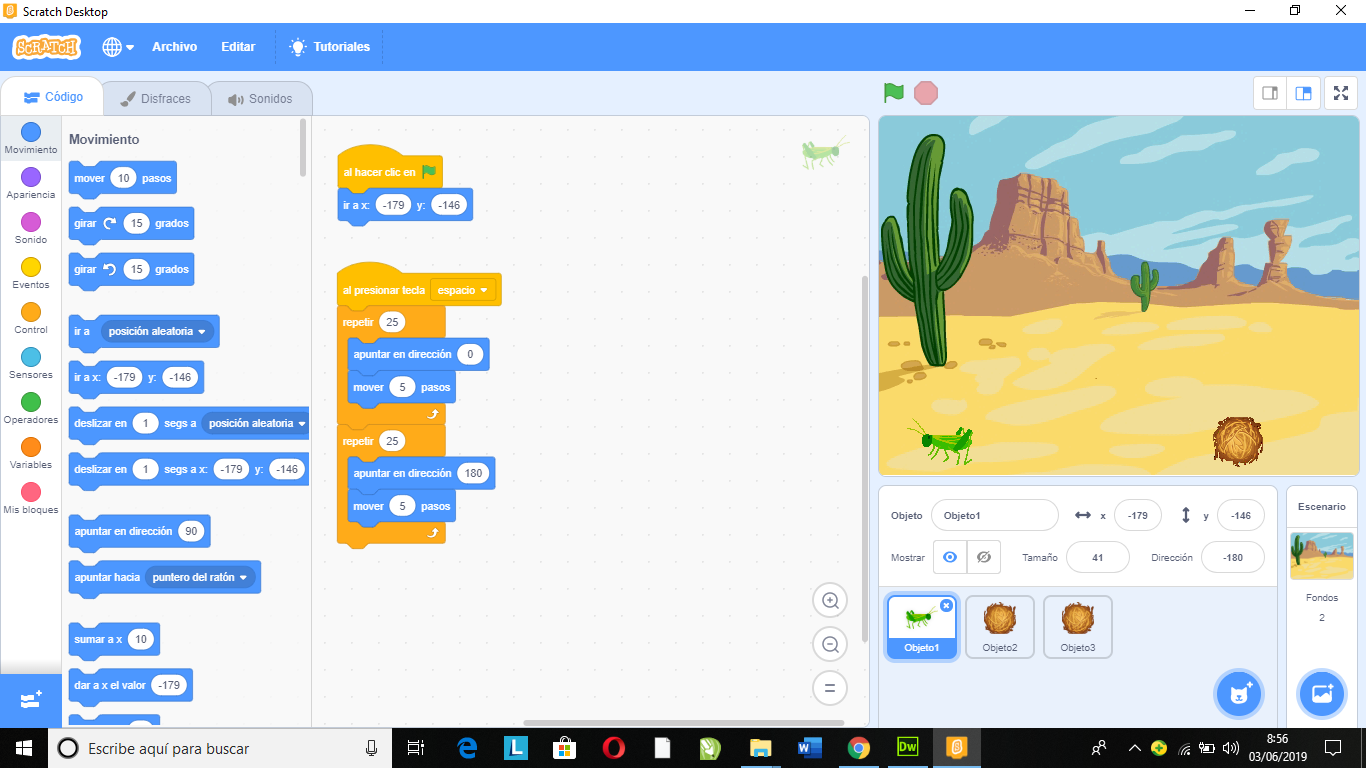 Scratch Desktop
SCRATCH
Archivo
Editar
Tutoriales
Código
Disfraces
Sonidos
Movimiento
Apariencia
Sonido
Eventos
Control
Sensores
Operadores
Variables
Mis bloques
Movimiento
mover 10 pasos
girar 15 grados
girar 15 grados
ir a posición aleatoria
ir a x: -179 y: -146
deslizar en 1 segs a posición aleatoria
deslizar en 1 segs a x: -179 y: -146
apuntar en dirección 90
apuntar hacia puntero del ratón
sumar a x 10
dar a x el valor -179
al hacer clic en
ir a x: -179 y: -146
al presionar tecla espacio
repetir 25
apuntar en dirección 0
mover 5 pasos
repetir 25
apuntar en dirección 180
mover 5 pasos
Objeto Objeto1 x -179 y -146
Mostrar Tamaño 41 Dirección -180
Objeto1
Objeto2
Objeto3
Escenario
Fondos
2
Escribe aquí para buscar
L
W
Dw
8:56
03/06/2019